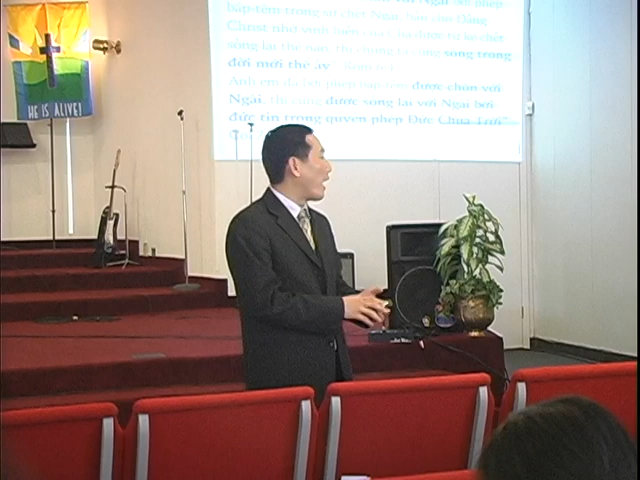 HE IS ALIVE!
báp-têm trong sự chết Ngài, hầu cho Đấng
Christ nhờ vinh hiển của Cha được từ kẻ chết
sống lại thể nào, thì chúng ta cũng sống trong
đời mới thể ấy
Anh em đã bởi phép báp-têm được chôn với
Ngài, thì cũng được sống lại với Ngài bởi
đức tin trong quyền phép Đức Chúa Trời